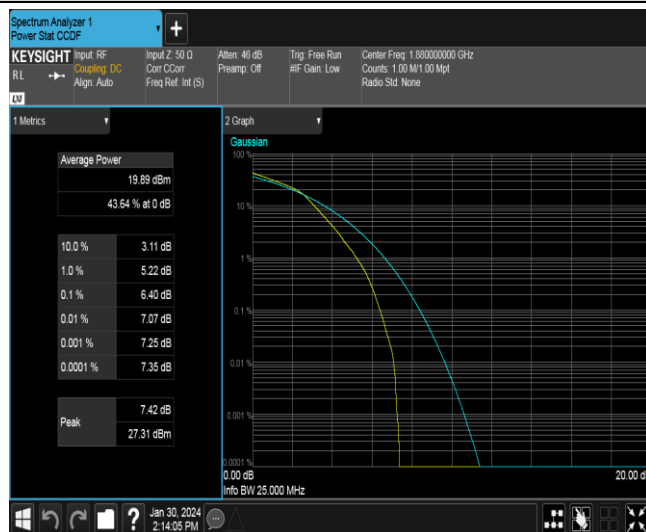 Spectrum Analyzer 1
Power Stat CCDF
+
KEYSIGHT
RL
LXI
Input: RF
Coupling: DC
Align: Auto
Input Z: 50 Ω
Corr CCorr
Freq Ref: Int (S)
Atten: 46 dB
Preamp: Off
Trig: Free Run
#IF Gain: Low
Center Freq: 1.880000000 GHz
Counts: 1.00 M/1.00 Mpt
Radio Std: None
1 Metrics
Average Power
19.89 dBm
43.64 % at 0 dB
10.0 % 3.11 dB
1.0 % 5.22 dB
0.1 % 6.40 dB
0.01 % 7.07 dB
0.001 % 7.25 dB
0.0001 % 7.35 dB
Peak 7.42 dB
27.31 dBm
2 Graph
Gaussian
100 %
10 %
1 %
0.1 %
0.01 %
0.001 %
0.0001 %
0.00 dB
20.00 d
Info BW 25.000 MHz
?
Jan 30, 2024
2:14:05 PM